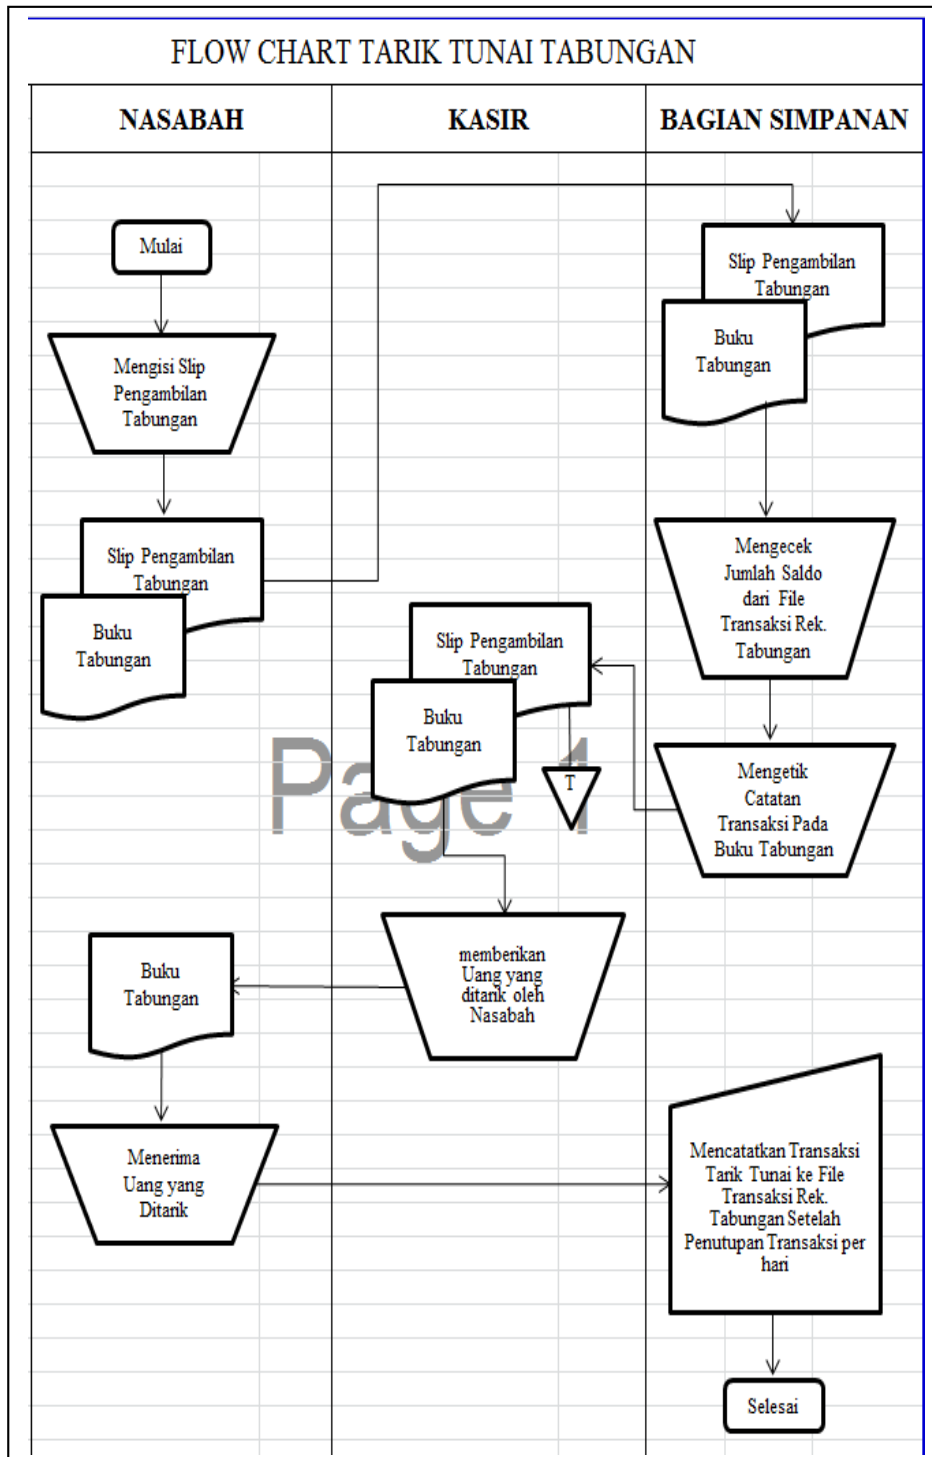 FLOW CHART TARIK TUNAI TABUNGAN
NASABAH
KASIR
BAGIAN SIMPANAN
Mulai
Mengisi Slip
Pengambilan
Tabungan
Slip Pengambilan
Tabungan
Buku
Tabungan
Slip Pengambilan
Tabungan
Buku
Tabungan
Mengecek
Jumlah Saldo
dari File
Transaksi Rek.
Tabungan
Mengetik
Catatan
Transaksi Pada
Buku Tabungan
Slip Pengambilan
Tabungan
Buku
Tabungan
T
Page 1
memberikan
Uang yang
ditarik oleh
Nasabah
Buku
Tabungan
Menerima
Uang yang
Ditarik
Mencatatkan Transaksi
Tarik Tunai ke File
Transaksi Rek.
Tabungan Setelah
Penutupan Transaksi per
hari
Selesai